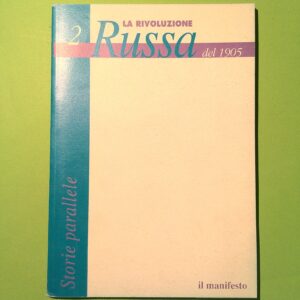 2
LA RIVOLUZIONE
Russa
del 1905
Storie parallele
il manifesto